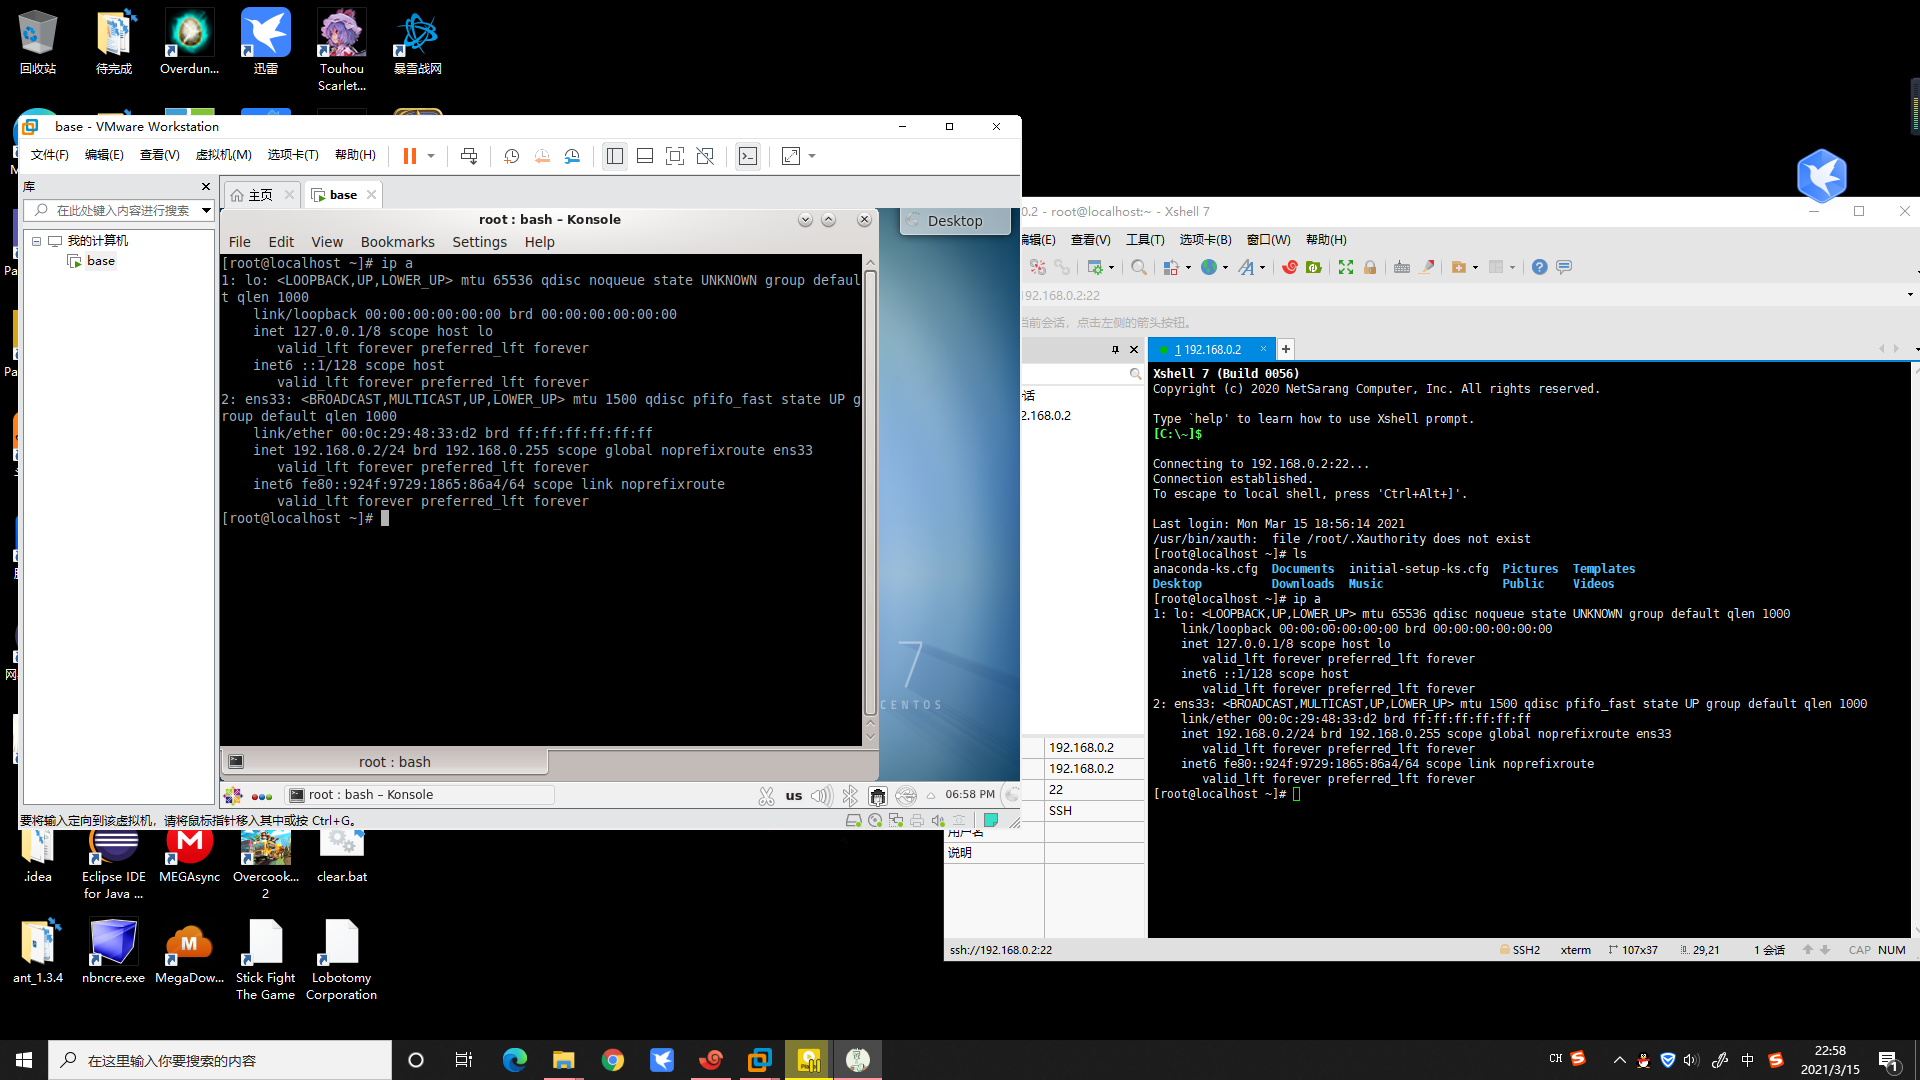 回收站
待完成
Overdun...
迅雷
Touhou
Scarlet...
暴雪战网
base - VMware Workstation
文件(F)
编辑(E)
查看(V)
虚拟机(M)
选项卡(T)
帮助(H)
库
在此处键入内容进行搜索
我的计算机
base
主页
base
root : bash – Konsole
File Edit View Bookmarks Settings Help
[root@localhost ~]# ip a
1: lo: <LOOPBACK,UP,LOWER_UP> mtu 65536 qdisc noqueue state UNKNOWN group defaul
t qlen 1000
link/loopback 00:00:00:00:00:00 brd 00:00:00:00:00:00
inet 127.0.0.1/8 scope host lo
valid_lft forever preferred_lft forever
inet6 ::1/128 scope host
valid_lft forever preferred_lft forever
2: ens33: <BROADCAST,MULTICAST,UP,LOWER_UP> mtu 1500 qdisc pfifo_fast state UP g
roup default qlen 1000
link/ether 00:0c:29:48:33:d2 brd ff:ff:ff:ff:ff:ff
inet 192.168.0.2/24 brd 192.168.0.255 scope global noprefixroute ens33
valid_lft forever preferred_lft forever
inet6 fe80::924f:9729:1865:86a4/64 scope link noprefixroute
valid_lft forever preferred_lft forever
[root@localhost ~]#
root : bash
root : bash – Konsole
us
06:58 PM
Desktop
7
CENTOS
要将输入定向到该虚拟机，请将鼠标指针移入其中或按 Ctrl+G。
0.2 - root@localhost:~ - Xshell 7
编辑(E)
查看(V)
工具(T)
选项卡(B)
窗口(W)
帮助(H)
192.168.0.2:22
当前会话，点击左侧的箭头按钮。
话
2.168.0.2
1 192.168.0.2
Xshell 7 (Build 0056)
Copyright (c) 2020 NetSarang Computer, Inc. All rights reserved.
Type `help' to learn how to use Xshell prompt.
[C:\~]$
Connecting to 192.168.0.2:22...
Connection established.
To escape to local shell, press 'Ctrl+Alt+]'.
Last login: Mon Mar 15 18:56:14 2021
/usr/bin/xauth:  file /root/.Xauthority does not exist
[root@localhost ~]# ls
anaconda-ks.cfg Documents initial-setup-ks.cfg Pictures Templates
Desktop Downloads Music Public Videos
[root@localhost ~]# ip a
1: lo: <LOOPBACK,UP,LOWER_UP> mtu 65536 qdisc noqueue state UNKNOWN group default qlen 1000
link/loopback 00:00:00:00:00:00 brd 00:00:00:00:00:00
inet 127.0.0.1/8 scope host lo
valid_lft forever preferred_lft forever
inet6 ::1/128 scope host
valid_lft forever preferred_lft forever
2: ens33: <BROADCAST,MULTICAST,UP,LOWER_UP> mtu 1500 qdisc pfifo_fast state UP group default qlen 1000
link/ether 00:0c:29:48:33:d2 brd ff:ff:ff:ff:ff:ff
inet 192.168.0.2/24 brd 192.168.0.255 scope global noprefixroute ens33
valid_lft forever preferred_lft forever
inet6 fe80::924f:9729:1865:86a4/64 scope link noprefixroute
valid_lft forever preferred_lft forever
[root@localhost ~]#
192.168.0.2
192.168.0.2
22
SSH
用户名
说明
ssh://192.168.0.2:22
SSH2
xterm
107x37
29,21
1 会话
CAP
NUM
.idea
Eclipse IDE
for Java ...
MEGAsync
Overcook...
2
clear.bat
ant_1.3.4
nbncre.exe
MegaDow...
Stick Fight
The Game
Lobotomy
Corporation
在这里输入你要搜索的内容
CH
中
22:58
2021/3/15
1